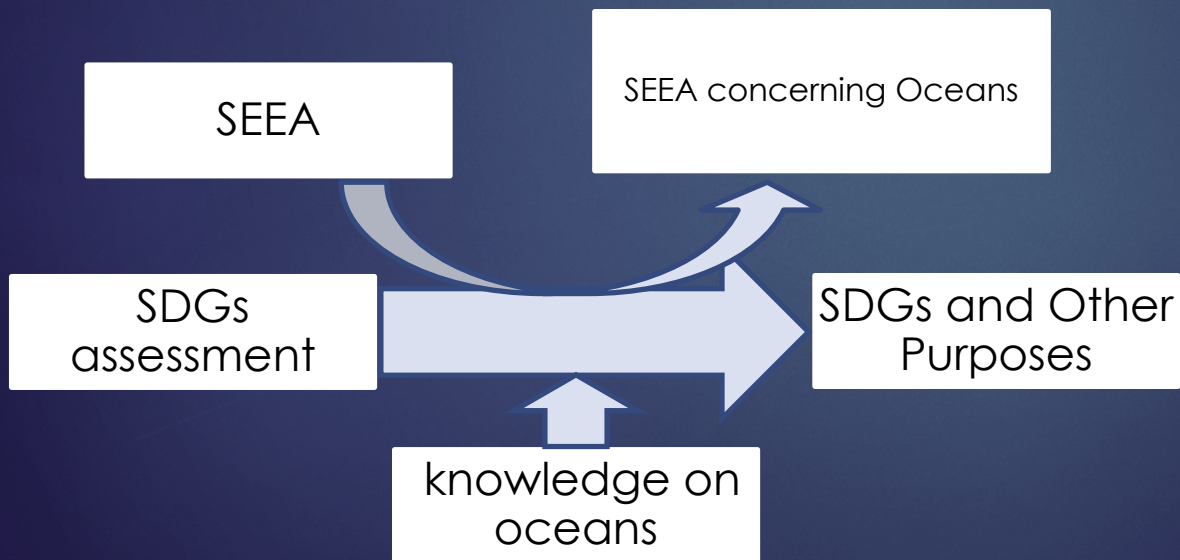 SEEA
SEEA concerning Oceans
SDGs
assessment
SDGs and Other
Purposes
knowledge on
oceans